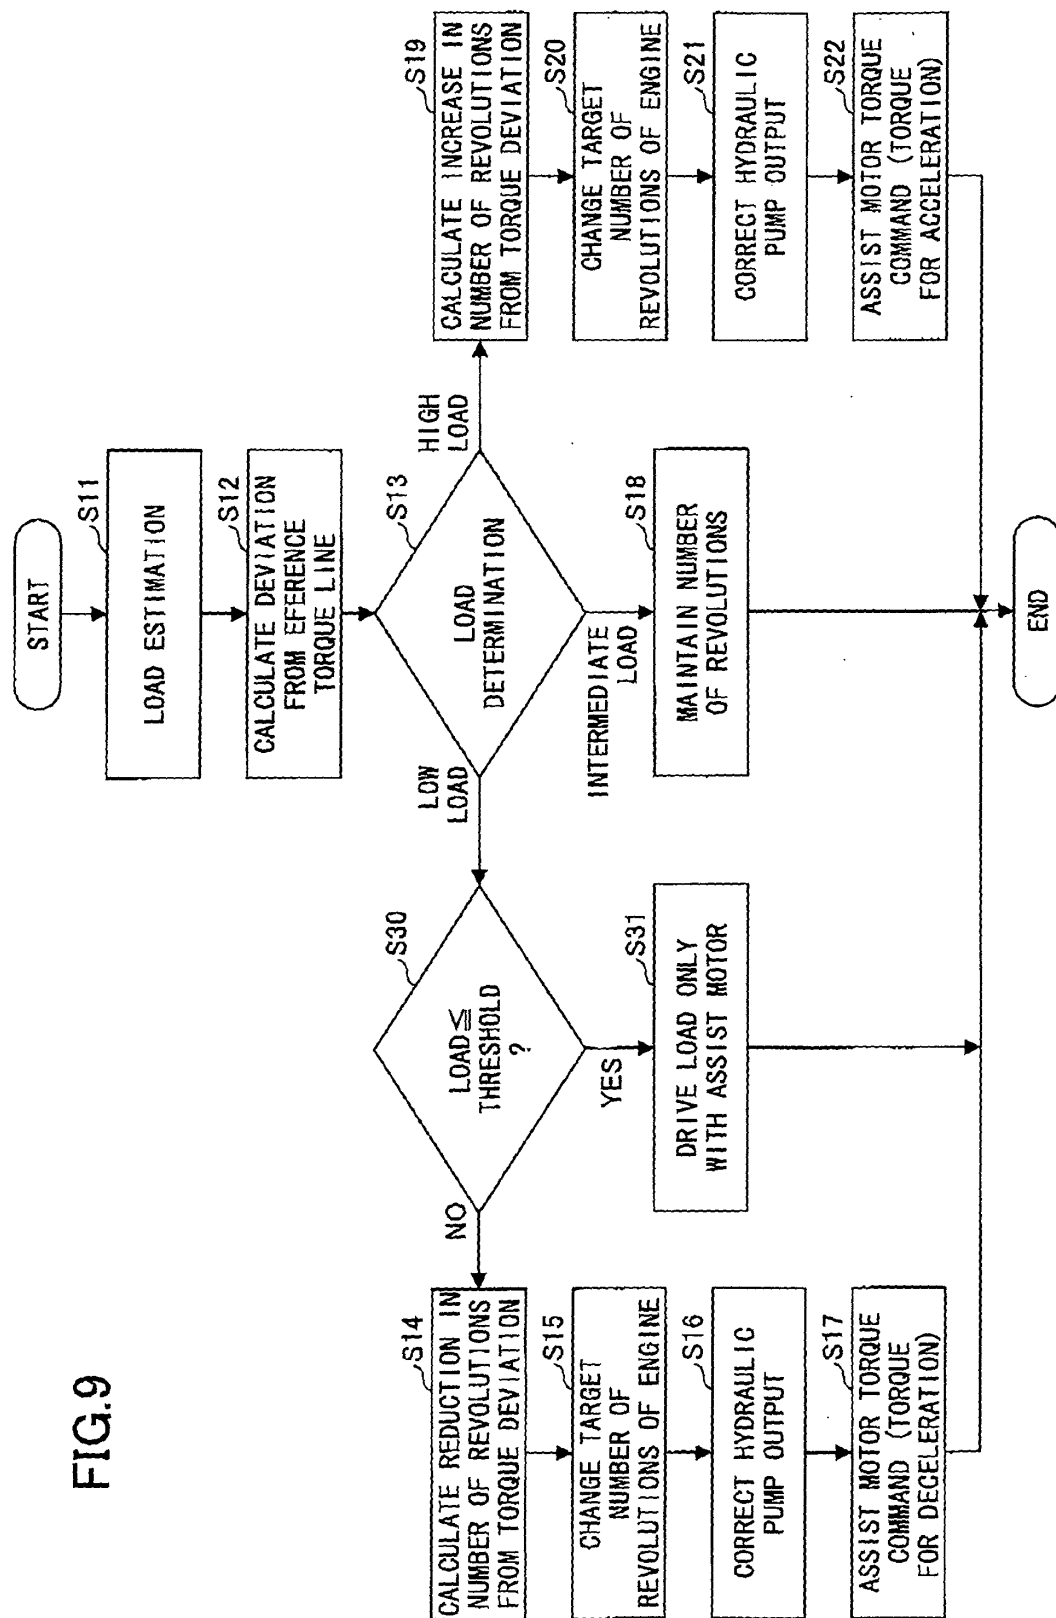 FIG.9
START
S11
LOAD ESTIMATION
S12
CALCULATE DEVIATION
FROM EFERENCE
TORQUE LINE
S13
LOAD
DETERMINATION
LOW
LOAD
INTERMEDIATE
LOAD
HIGH
LOAD
S30
LOAD≦
THRESHOLD
?
NO
YES
S14
CALCULATE REDUCTION IN
NUMBER OF REVOLUTIONS
FROM TORQUE DEVIATION
S15
CHANGE TARGET
NUMBER OF
REVOLUTIONS OF ENGINE
S16
CORRECT HYDRAULIC
PUMP OUTPUT
S17
ASSIST MOTOR TORQUE
COMMAND (TORQUE
FOR DECELERATION)
S31
DRIVE LOAD ONLY
WITH ASSIST MOTOR
S18
MAINTAIN NUMBER
OF REVOLUTIONS
S19
CALCULATE INCREASE IN
NUMBER OF REVOLUTIONS
FROM TORQUE DEVIATION
S20
CHANGE TARGET
NUMBER OF
REVOLUTIONS OF ENGINE
S21
CORRECT HYDRAULIC
PUMP OUTPUT
S22
ASSIST MOTOR TORQUE
COMMAND (TORQUE
FOR ACCELERATION)
END